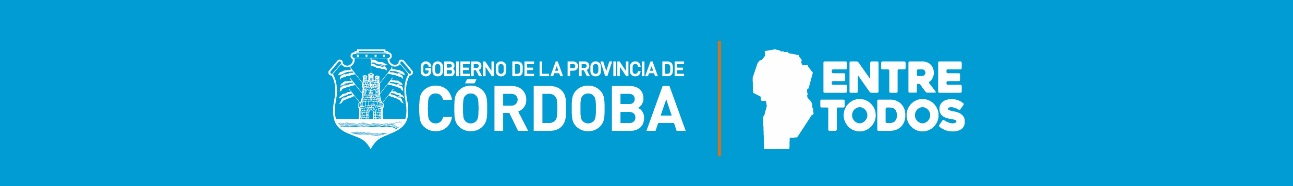 GOBIERNO DE LA PROVINCIA DE
CÓRDOBA
ENTRE
TODOS